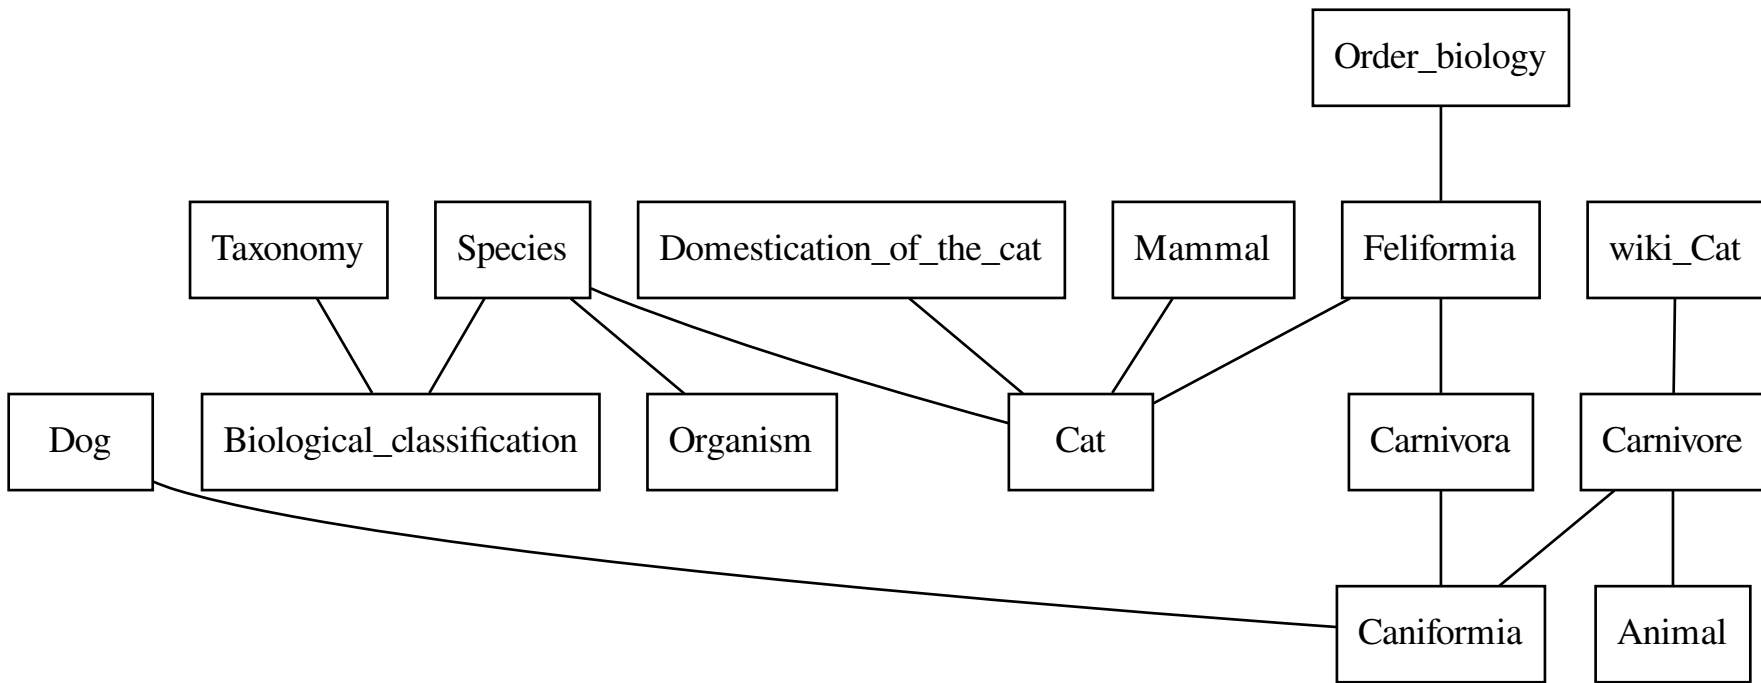 Order_biology
Taxonomy
Species
Domestication_of_the_cat
Mammal
Feliformia
wiki_Cat
Dog
Biological_classification
Organism
Cat
Carnivora
Carnivore
Caniformia
Animal